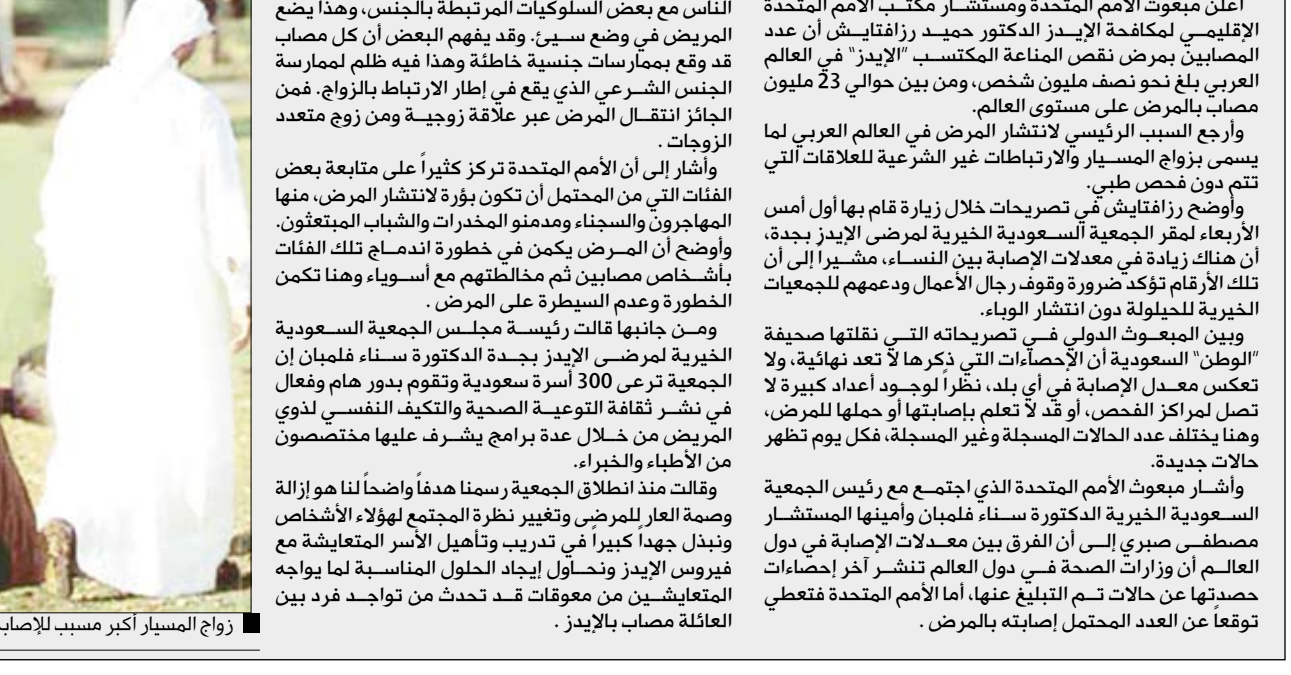 أعلن مبعوث الأمم المتحدة ومستشار مكتب الأمم المتحدة
الإقليمي لمكافحة الإيدز الدكتور حميد رزافتايش أن عدد
المصابين بمرض نقص المناعة المكتسب "الإيدز" في العالم
العربي بلغ نحو نصف مليون شخص، ومن بين حوالي 23 مليون
مصاب بالمرض على مستوى العالم.
وأرجع السبب الرئيسي لانتشار المرض في العالم العربي لما
يسمى بزواج المسيار والارتباطات غير الشرعية للعلاقات التي
تتم دون فحص طبي.
وأوضح رزافتايش في تصريحات خلال زيارة قام بها أول أمس
الأربعاء لمقر الجمعية السعودية الخيرية لمرضى الإيدز بجدة،
أن هناك زيادة في معدلات الإصابة بين النساء، مشيراً إلى أن
تلك الأرقام تؤكد ضرورة وقوف رجال الأعمال ودعمهم للجمعيات
الخيرية للحيلولة دون انتشار الوباء.
وبين المبعوث الدولي في تصريحاته التي نقلتها صحيفة
"الوطن" السعودية أن الإحصاءات التي ذكرها لا تعد نهائية، ولا
تعكس معدل الإصابة في أي بلد، نظراً لوجود أعداد كبيرة لا
تصل لمراكز الفحص، أو قد لا تعلم بإصابتها أو حملها للمرض،
وهنا يختلف عدد الحالات المسجلة وغير المسجلة، فكل يوم تظهر
حالات جديدة.
وأشار مبعوث الأمم المتحدة الذي اجتمع مع رئيس الجمعية
السعودية الخيرية الدكتورة سناء فلمبان وأمينها المستشار
مصطفى صبري إلى أن الفرق بين معدلات الإصابة في دول
العالم أن وزارات الصحة في دول العالم تنشر آخر إحصاءات
حصدتها عن حالات تم التبليغ عنها، أما الأمم المتحدة فتعطي
توقعاً عن العدد المحتمل إصابته بالمرض .
الناس مع بعض السلوكيات المرتبطة بالجنس، وهذا يضع
المريض في وضع سيئ. وقد يفهم البعض أن كل مصاب
قد وقع بممارسات جنسية خاطئة وهذا فيه ظلم لممارسة
الجنس الشرعي الذي يقع في إطار الارتباط بالزواج. فمن
الجائز انتقال المرض عبر علاقة زوجية ومن زوج متعدد
الزوجات .
وأشار إلى أن الأمم المتحدة تركز كثيراً على متابعة بعض
الفئات التي من المحتمل أن تكون بؤرة لانتشار المرض، منها
المهاجرون والسجناء ومدمنو المخدرات والشباب المبتعثون.
وأوضح أن المرض يكمن في خطورة اندماج تلك الفئات
بأشخاص مصابين ثم مخالطتهم مع أسوياء وهنا تكمن
الخطورة وعدم السيطرة على المرض .
ومن جانبها قالت رئيسة مجلس الجمعية السعودية
الخيرية لمرضى الإيدز بجدة الدكتورة سناء فلمبان إن
الجمعية ترعى 300 أسرة سعودية وتقوم بدور هام وفعال
في نشر ثقافة التوعية الصحية والتكيف النفسي لذوي
المريض من خلال عدة برامج يشرف عليها مختصصون
من الأطباء والخبراء.
وقالت منذ انطلاق الجمعية رسمنا هدفاً واضحاً لنا هو إزالة
وصمة العار للمرضى وتغيير نظرة المجتمع لهؤلاء الأشخاص
ونبذل جهداً كبيراً في تدريب وتأهيل الأسر المتعايشة مع
فيروس الإيدز ونحاول إيجاد الحلول المناسبة لما يواجه
المتعايشين من معوقات قد تحدث من تواجد فرد بين
العائلة مصاب بالإيدز .
زواج المسيار أكبر مسبب